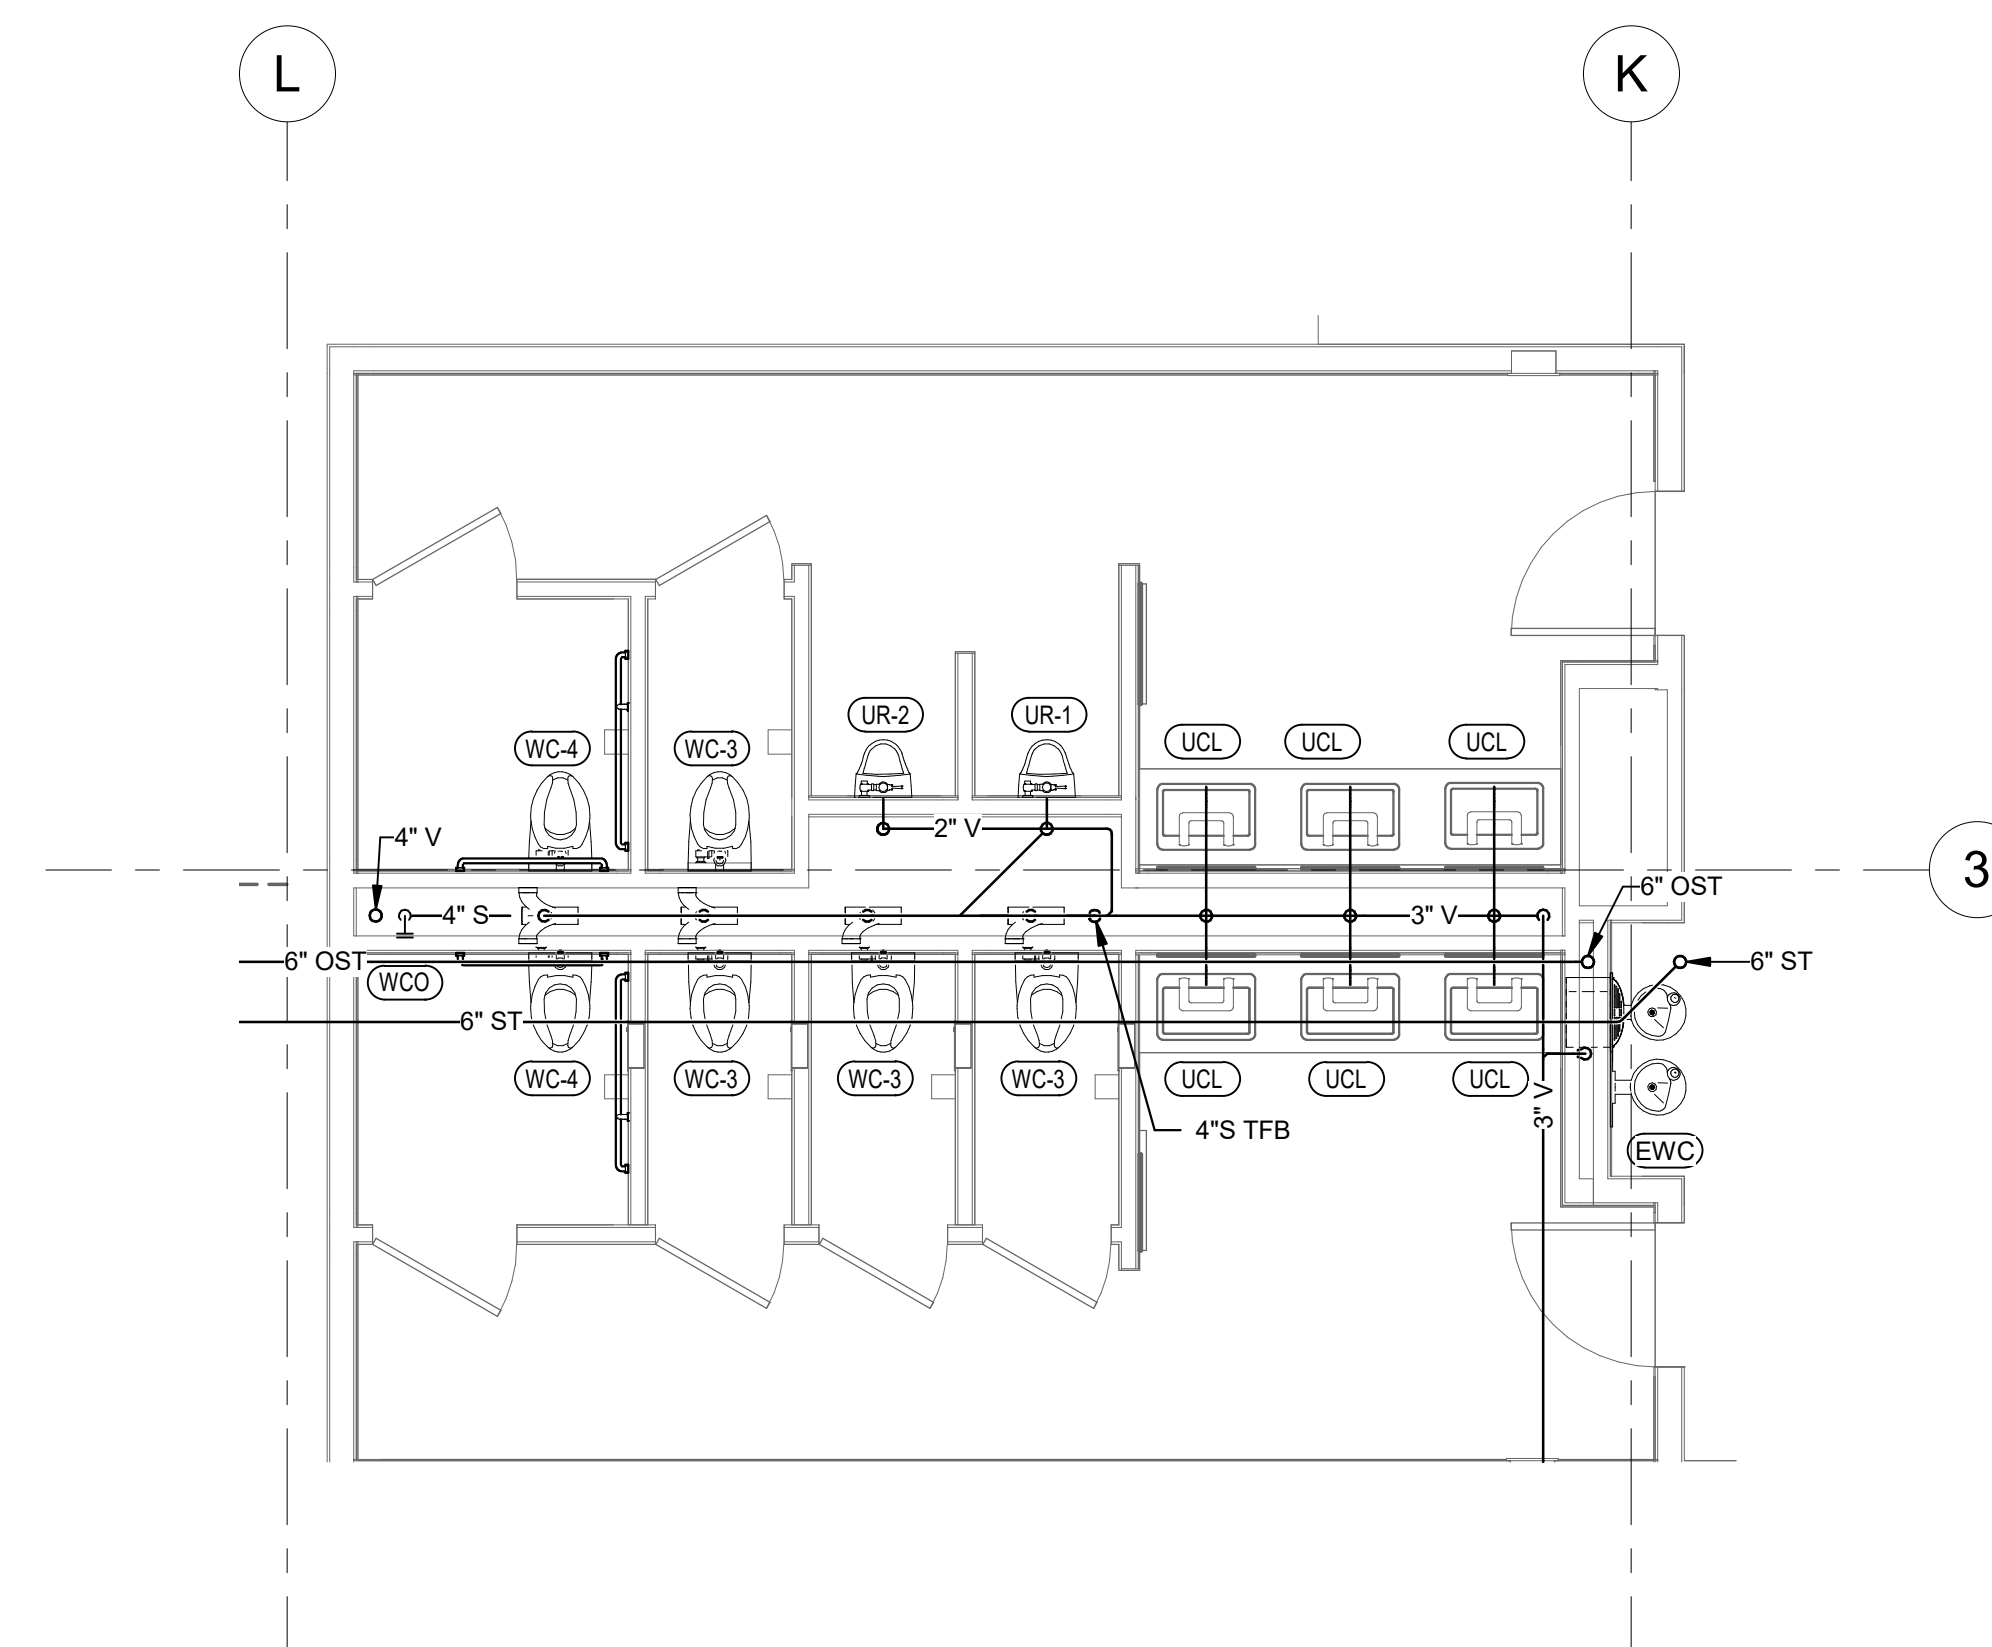 L
K
UR-2
UR-1
UCL
UCL
UCL
WC-4
WC-3
4" V
2" V
3
6" OST
4" S
3" V
6" OST
6" ST
WCO
6" ST
WC-4
WC-3
WC-3
WC-3
UCL
UCL
UCL
3" V
4"S TFB
EWC